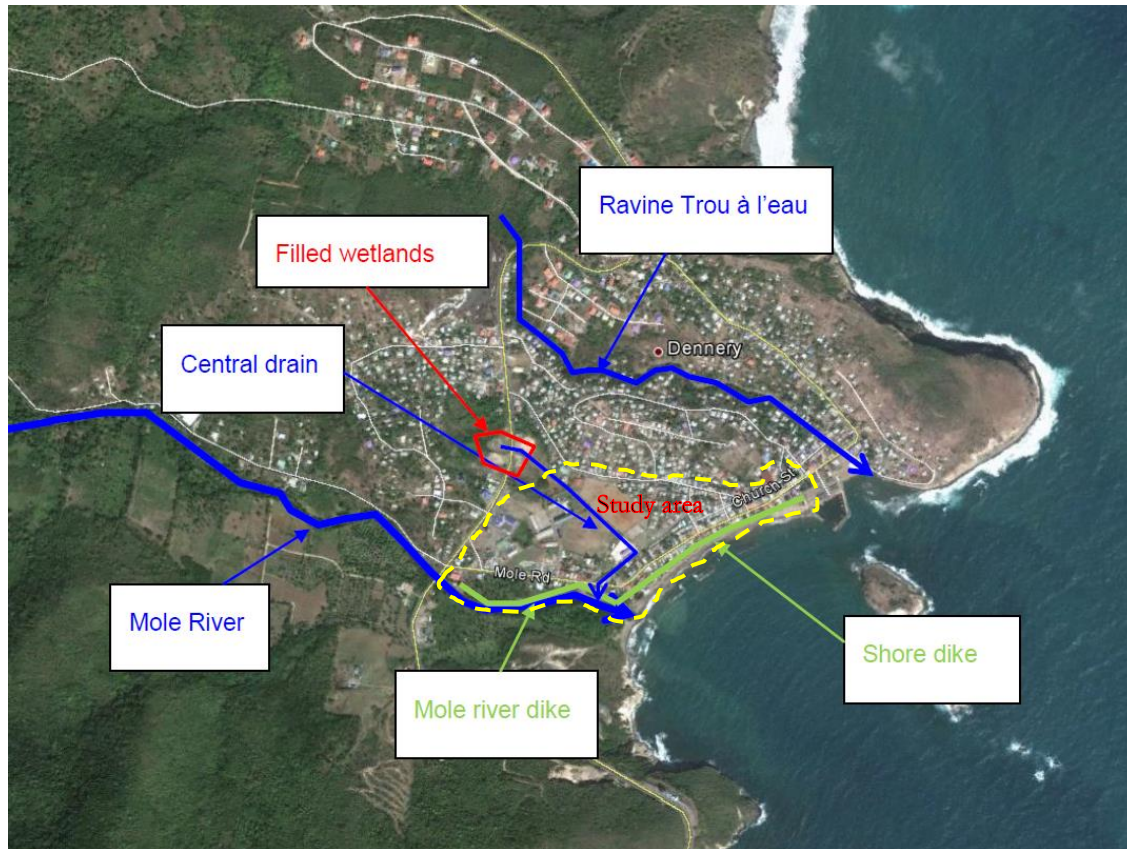 Ravine Trou à l'eau
Filled wetlands
Central drain
Dennery
Study area
Church St
Mole Rd
Mole River
Mole river dike
Shore dike